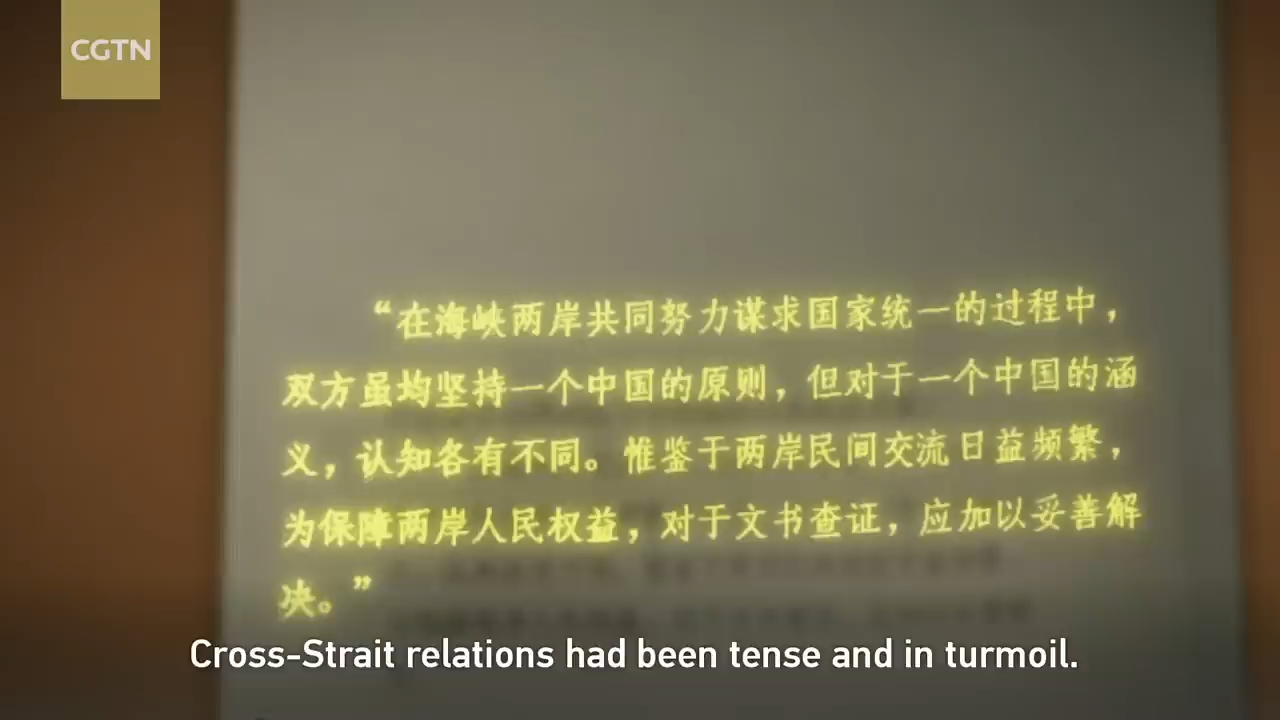 CGTN
“在海峡两岸共同努力谋求国家统一的过程中，
双方虽均坚持一个中国的原则，但对于一个中国的涵
义，认知各有不同。惟鉴于两岸民间交流日益频繁，
为保障两岸人民权益，对于文书查证，应加以妥善解
决。”
Cross-Strait relations had been tense and in turmoil.